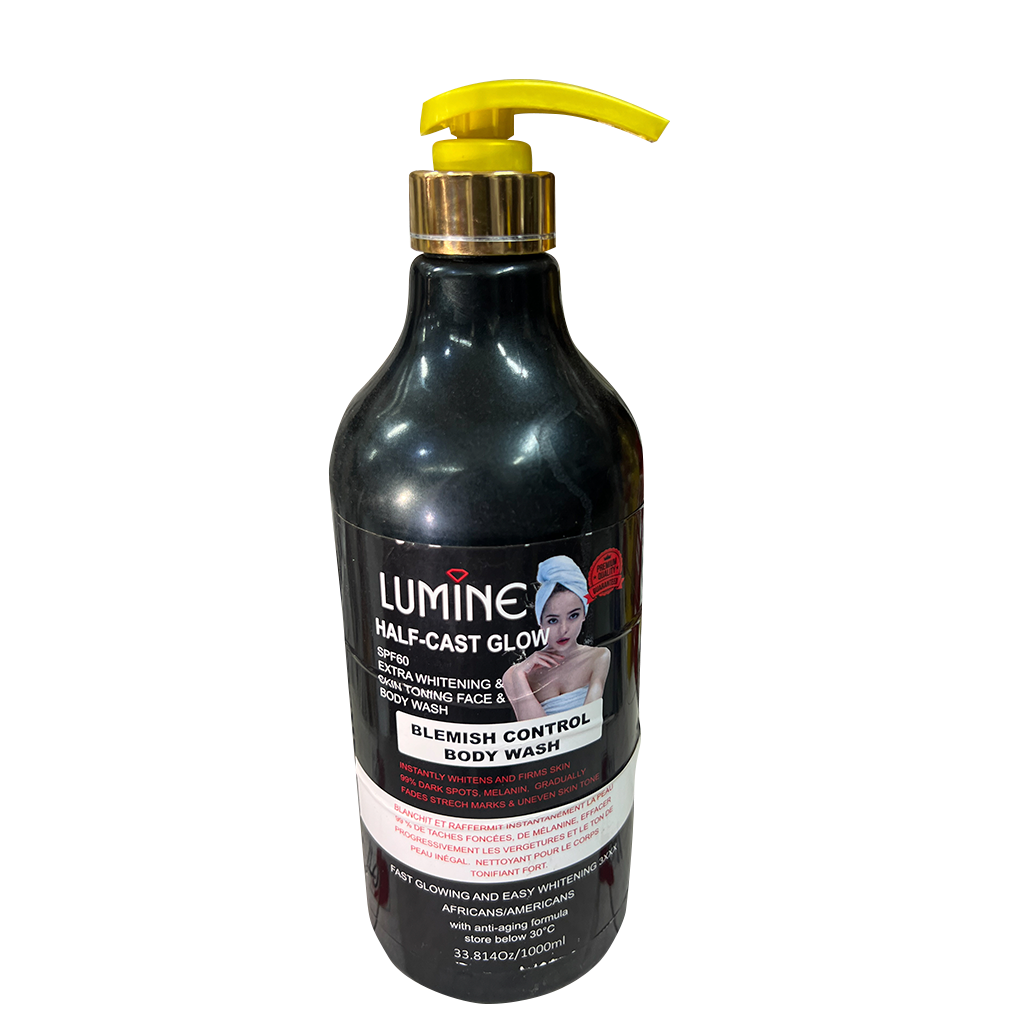 LUMINE
PREMIUM
QUALITY
HALF-CAST GLOW
SPF60
EXTRA WHITENING &
SKIN TONING FACE &
BODY WASH
BLEMISH CONTROL
BODY WASH
INSTANTLY WHITENS AND FIRMS SKIN
99% DARK SPOTS, MELANIN. GRADUALLY
FADES STRECH MARKS & UNEVEN SKIN TONE
BLANCHIT ET RAFFERMIT INSTANTANÉMENT LA PEAU
99 % DE TACHES FONCÉES, DE MÉLANINE, EFFACER
PROGRESSIVEMENT LES VERGETURES ET LE TON DE
PEAU INÉGAL. NETTOYANT POUR LE CORPS
TONIFIANT FORT.
FAST GLOWING AND EASY WHITENING 3XXX
AFRICANS/AMERICANS
with anti-aging formula
store below 30°C
33.814Oz/1000ml